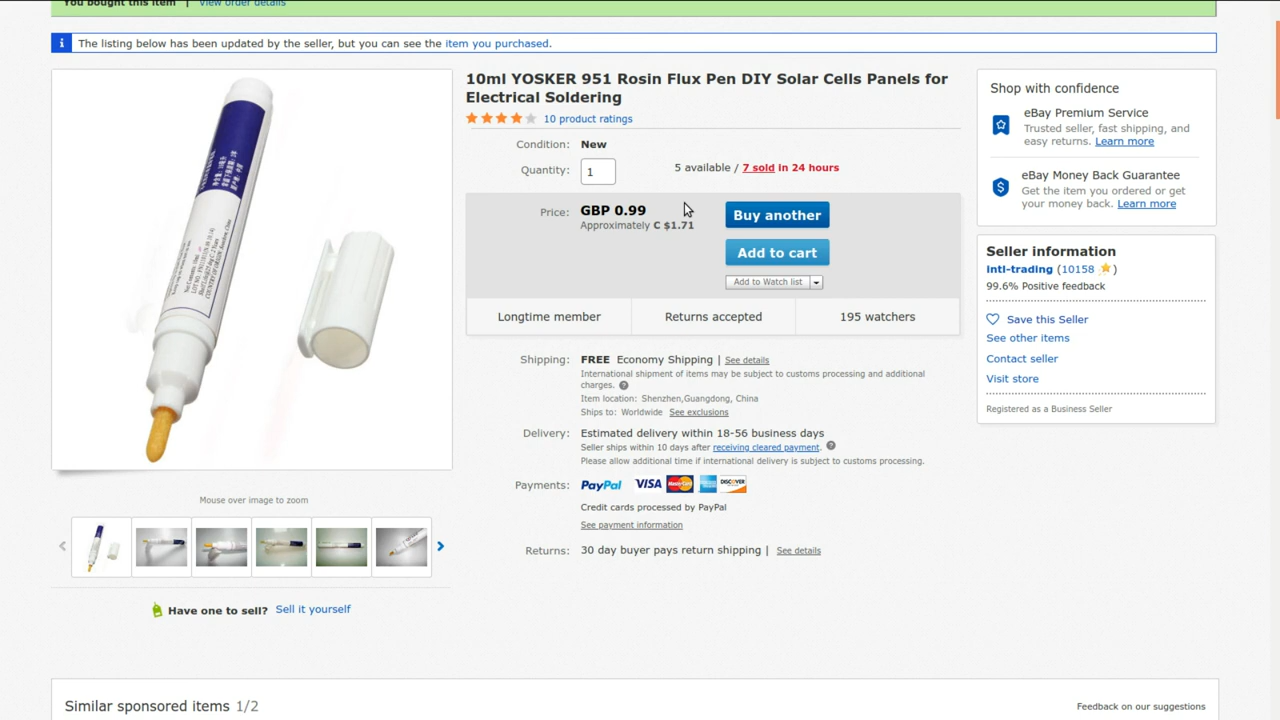 You bought this item | View order details
i The listing below has been updated by the seller, but you can see the item you purchased.
10ml YOSKER 951 Rosin Flux Pen DIY Solar Cells Panels for
Electrical Soldering
10 product ratings
Condition: New
Quantity: 1 5 available / 7 sold in 24 hours
Price: GBP 0.99
Approximately C $1.71
Buy another
Add to cart
Add to Watch list
Longtime member Returns accepted 195 watchers
Shipping: FREE Economy Shipping | See details
International shipment of items may be subject to customs processing and additional
charges. ?
Item location: Shenzhen,Guangdong, China
Ships to: Worldwide See exclusions
Delivery: Estimated delivery within 18-56 business days
Seller ships within 10 days after receiving cleared payment. ?
Please allow additional time if international delivery is subject to customs processing.
Payments: PayPal VISA MasterCard DISCOVER
Credit cards processed by PayPal
See payment information
Returns: 30 day buyer pays return shipping | See details
Mouse over image to zoom
Have one to sell? Sell it yourself
Shop with confidence
eBay Premium Service
Trusted seller, fast shipping, and
easy returns. Learn more
eBay Money Back Guarantee
Get the item you ordered or get
your money back. Learn more
Seller information
intl-trading (10158 )
99.6% Positive feedback
Save this Seller
See other items
Contact seller
Visit store
Registered as a Business Seller
Similar sponsored items 1/2
Feedback on our suggestions